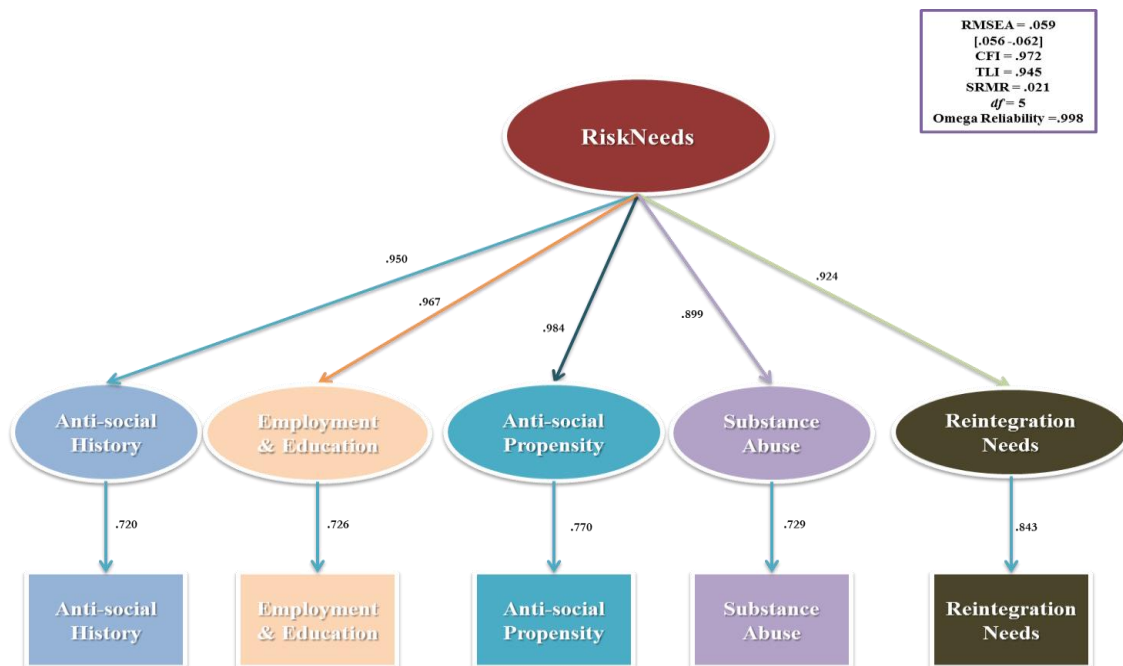 RMSEA = .059
[.056 -.062]
CFI = .972
TLI = .945
SRMR = .021
df = 5
Omega Reliability =.998
RiskNeeds
.950
.967
.984
.899
.924
Anti-social
History
Employment
& Education
Anti-social
Propensity
Substance
Abuse
Reintegration
Needs
.720
.726
.770
.729
.843
Anti-social
History
Employment
& Education
Anti-social
Propensity
Substance
Abuse
Reintegration
Needs